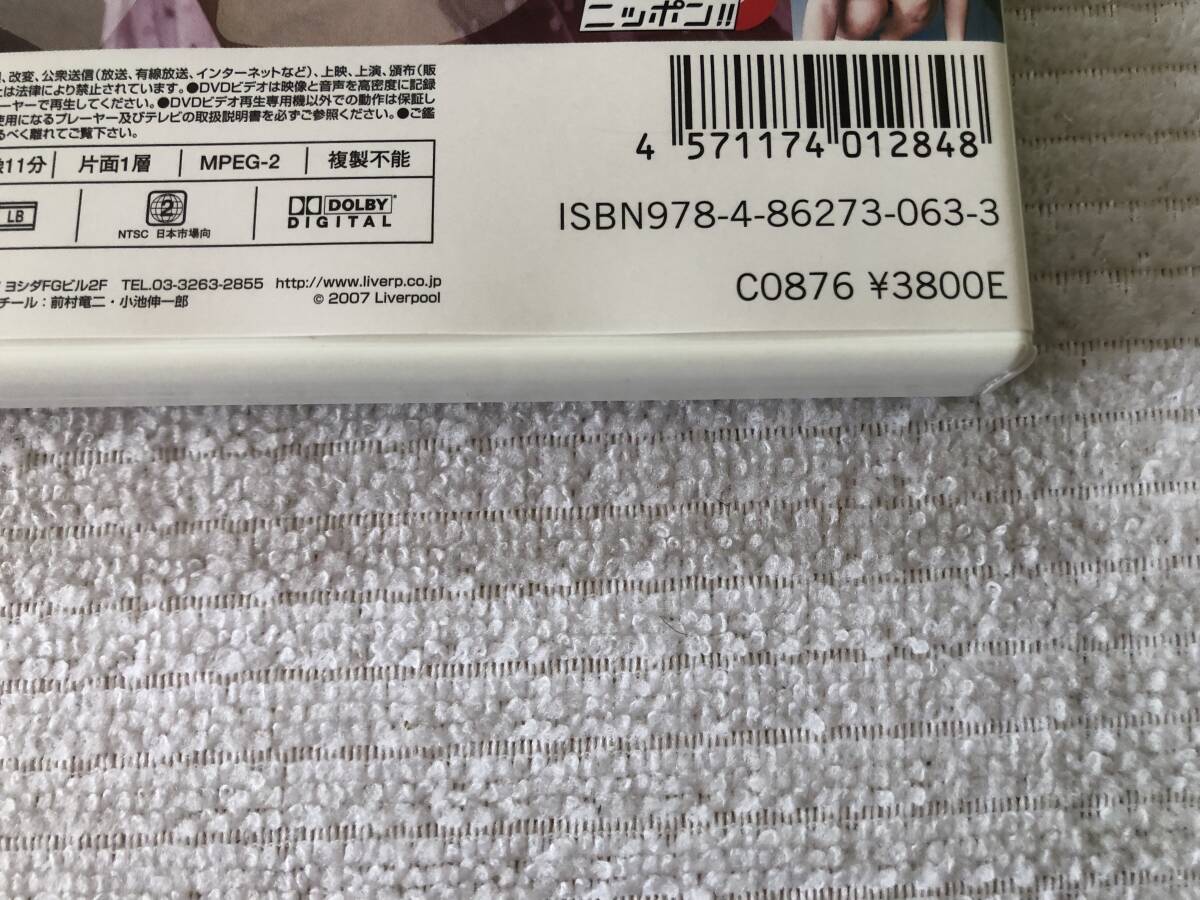 ニッポン!!
、改変、公衆送信(放送、有線放送、インターネットなど)、上映、上演、頒布(販
とは法律により禁止されています。●DVDビデオは映像と音声を高密度に記録
ーヤーで再生してください。●DVDビデオ再生専用機以外での動作は保証し
使用になるプレーヤー及びテレビの取扱説明書を必ずご参照ください。●ご鑑
るべく離れてご覧下さい。
11分 片面1層 MPEG-2 複製不能
LB 2 DOLBY
NTSC 日本市場向 DIGITAL
4 571174 012848
ISBN978-4-86273-063-3
C0876 ¥3800E
ヨシダFGビル2F TEL.03-3263-2855 http://www.liverp.co.jp
チール:前村竜二・小池伸一郎 © 2007 Liverpool